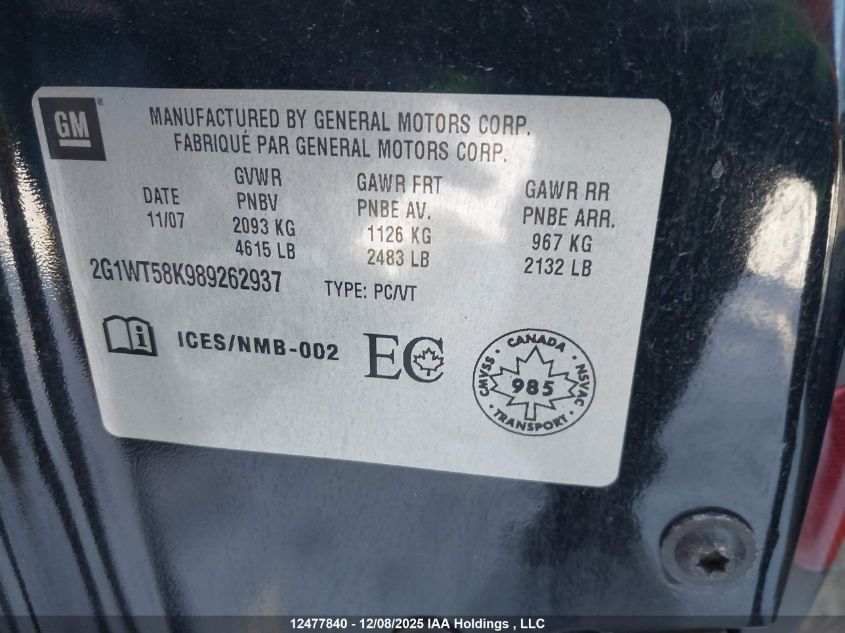 GM
MANUFACTURED BY GENERAL MOTORS CORP.
FABRIQUÉ PAR GENERAL MOTORS CORP.
DATE
11/07
GVWR
PNBV
2093 KG
4615 LB
GAWR FRT
PNBE AV.
1126 KG
2483 LB
GAWR RR
PNBE ARR.
967 KG
2132 LB
2G1WT58K989262937
TYPE: PC/VT
i ICES/NMB-002 EC
CANADA
CMVSS 985 NSVAC
TRANSPORT
12477840 - 12/08/2025 IAA Holdings , LLC